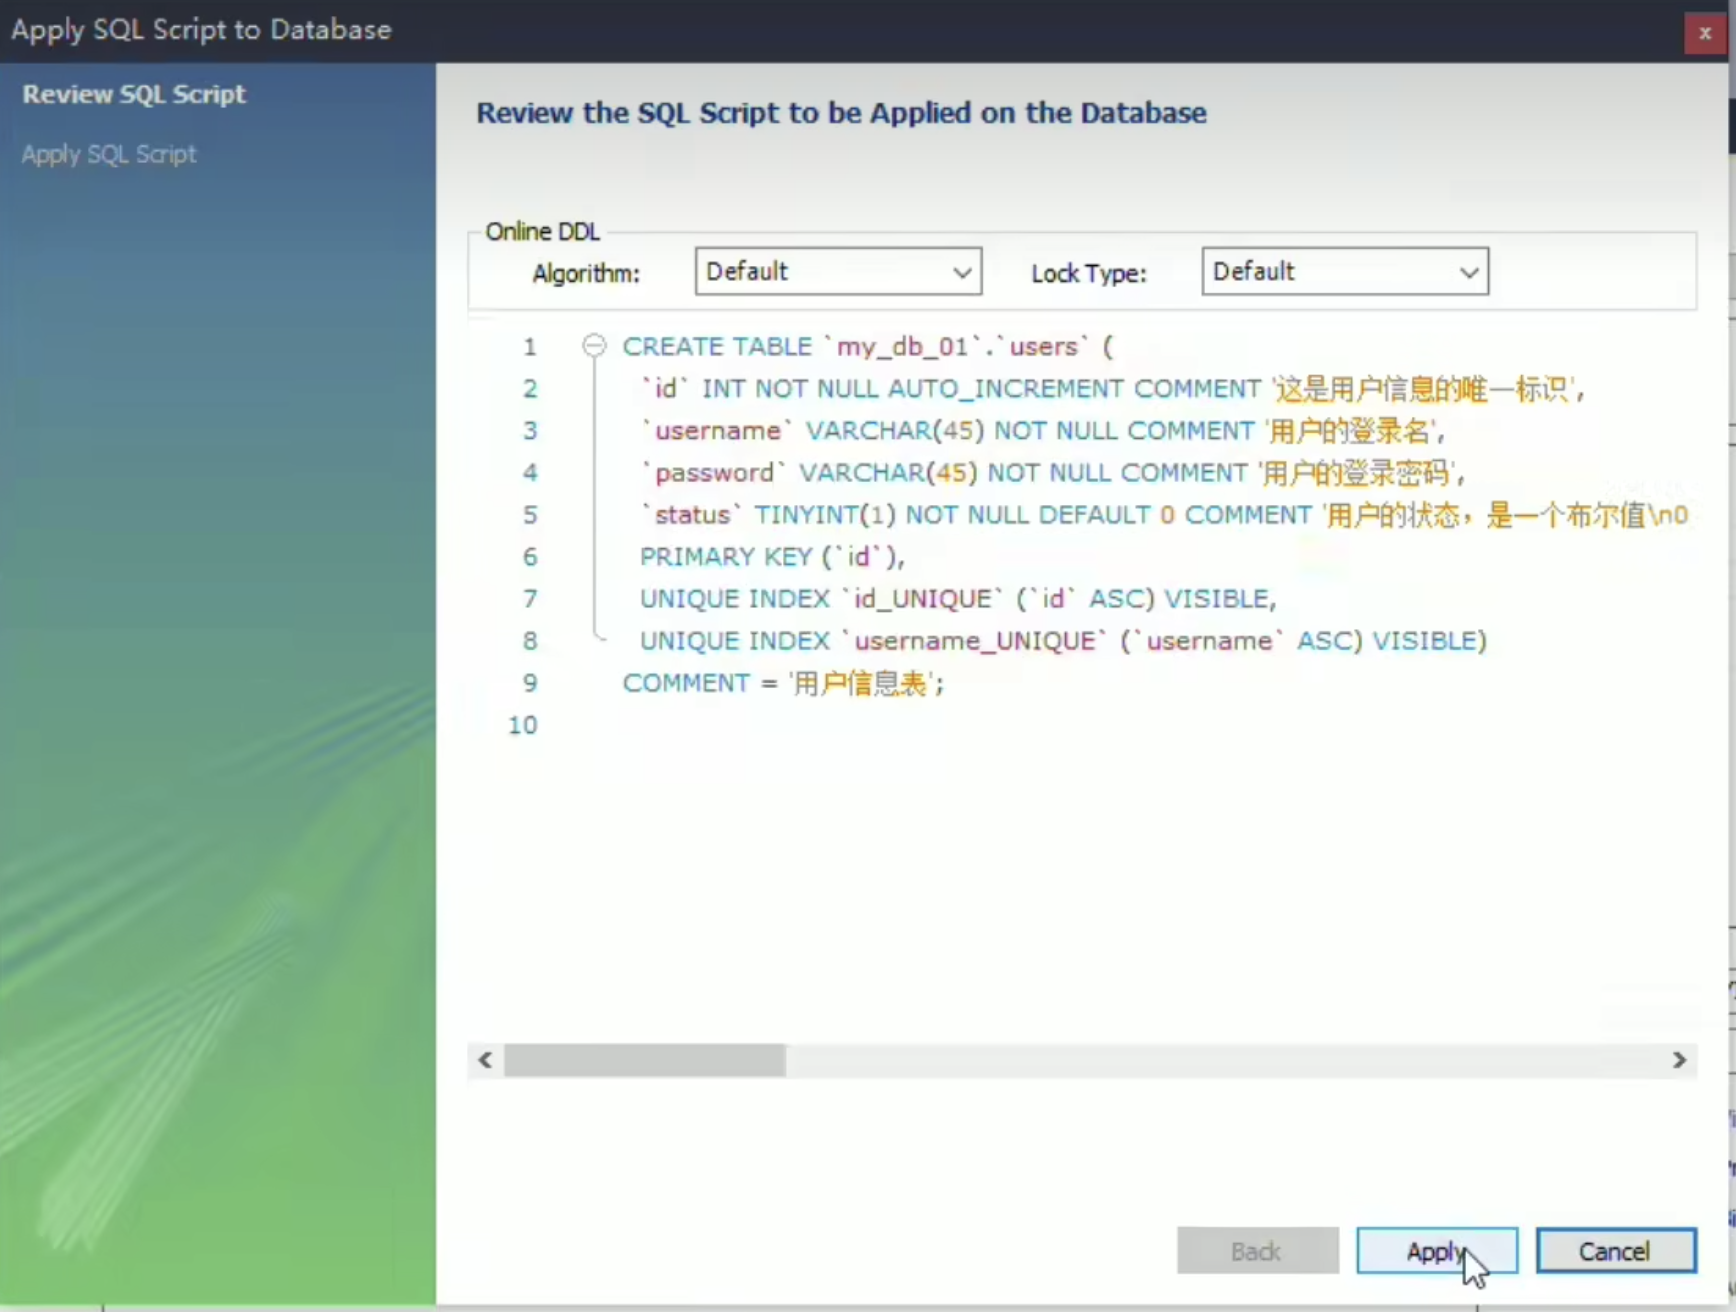 Apply SQL Script to Database
x
Review SQL Script
Apply SQL Script
Review the SQL Script to be Applied on the Database
Online DDL
Algorithm: Default Lock Type: Default
1 CREATE TABLE `my_db_01`.`users` (
2 `id` INT NOT NULL AUTO_INCREMENT COMMENT '这是用户信息的唯一标识',
3 `username` VARCHAR(45) NOT NULL COMMENT '用户的登录名',
4 `password` VARCHAR(45) NOT NULL COMMENT '用户的登录密码',
5 `status` TINYINT(1) NOT NULL DEFAULT 0 COMMENT '用户的状态，是一个布尔值\n0
6 PRIMARY KEY (`id`),
7 UNIQUE INDEX `id_UNIQUE` (`id` ASC) VISIBLE,
8 UNIQUE INDEX `username_UNIQUE` (`username` ASC) VISIBLE)
9 COMMENT = '用户信息表';
10
Back Apply Cancel